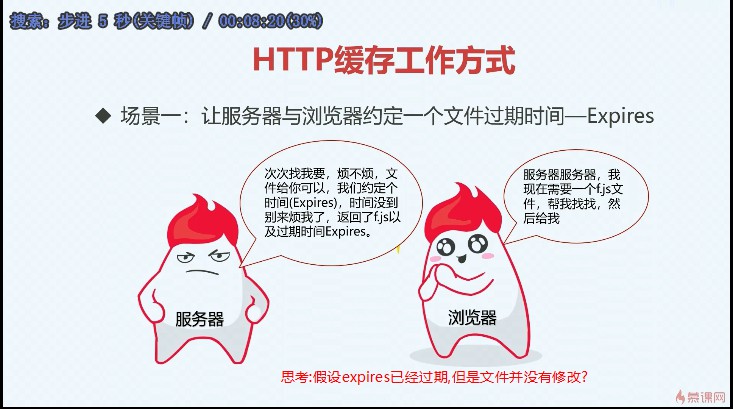 搜索: 步进 5 秒(关键帧) / 00:08:20(30%)
HTTP缓存工作方式
◆ 场景一：让服务器与浏览器约定一个文件过期时间—Expires
次次找我要，烦不烦，文
件给你可以，我们约定个
时间(Expires)，时间没到
别来烦我了，返回了f.js以
及过期时间Expires。
服务器服务器，我
现在需要一个f.js文
件，帮我找找，然
后给我
服务器
浏览器
思考:假设expires已经过期,但是文件并没有修改?
慕课网